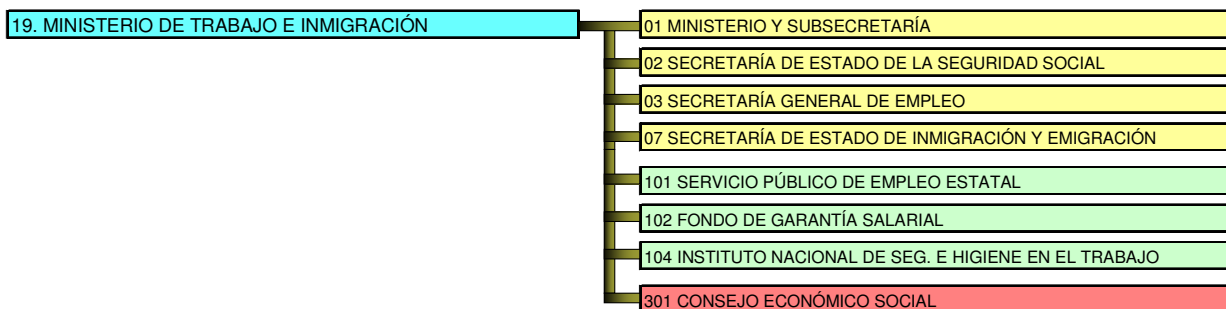 19. MINISTERIO DE TRABAJO E INMIGRACIÓN
01 MINISTERIO Y SUBSECRETARÍA
02 SECRETARÍA DE ESTADO DE LA SEGURIDAD SOCIAL
03 SECRETARÍA GENERAL DE EMPLEO
07 SECRETARÍA DE ESTADO DE INMIGRACIÓN Y EMIGRACIÓN
101 SERVICIO PÚBLICO DE EMPLEO ESTATAL
102 FONDO DE GARANTÍA SALARIAL
104 INSTITUTO NACIONAL DE SEG. E HIGIENE EN EL TRABAJO
301 CONSEJO ECONÓMICO SOCIAL